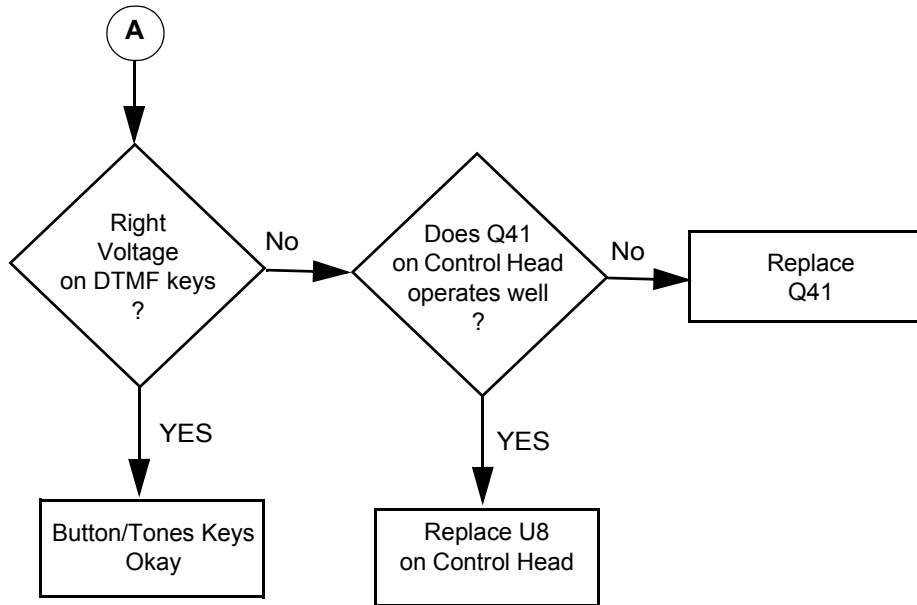 A
Right
Voltage
on DTMF keys
?
No
Does Q41
on Control Head
operates well
?
No
Replace
Q41
YES
YES
Button/Tones Keys
Okay
Replace U8
on Control Head